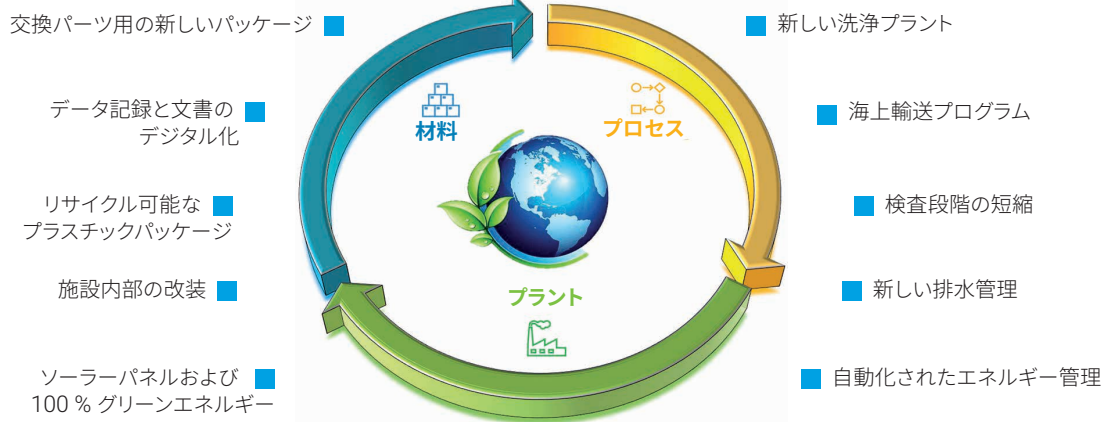 交換パーツ用の新しいパッケージ
データ記録と文書の
デジタル化
リサイクル可能な
プラスチックパッケージ
施設内部の改装
ソーラーパネルおよび
100 % グリーンエネルギー
材料
プロセス
プラント
新しい洗浄プラント
海上輸送プログラム
検査段階の短縮
新しい排水管理
自動化されたエネルギー管理